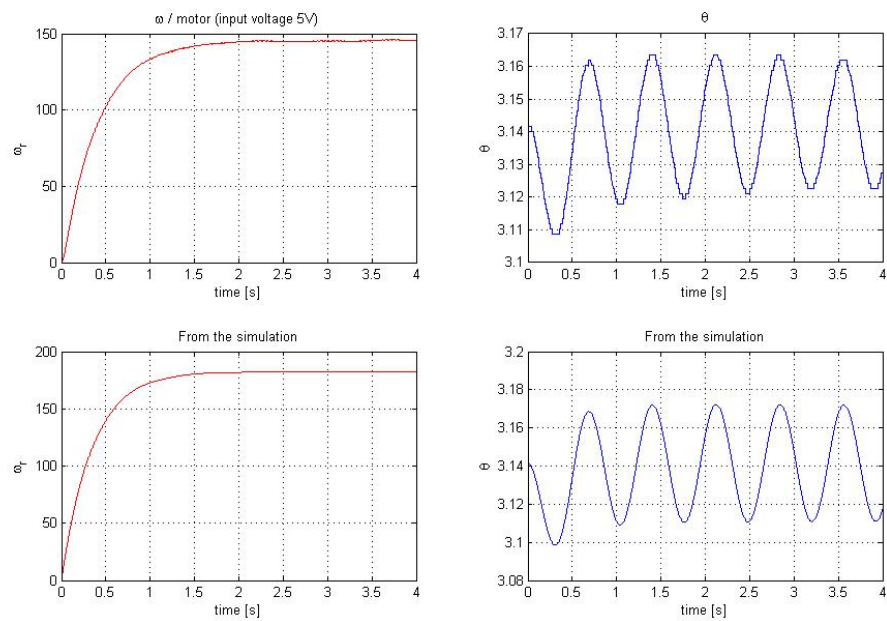 ω / motor (input voltage 5V)
150
100
50
0
ωr
0 0.5 1 1.5 2 2.5 3 3.5 4
time [s]
θ
3.17
3.16
3.15
3.14
3.13
3.12
3.11
3.1
θ
0 0.5 1 1.5 2 2.5 3 3.5 4
time [s]
From the simulation
200
150
100
50
0
ωr
0 0.5 1 1.5 2 2.5 3 3.5 4
time [s]
From the simulation
3.2
3.18
3.16
3.14
3.12
3.1
3.08
θ
0 0.5 1 1.5 2 2.5 3 3.5 4
time [s]